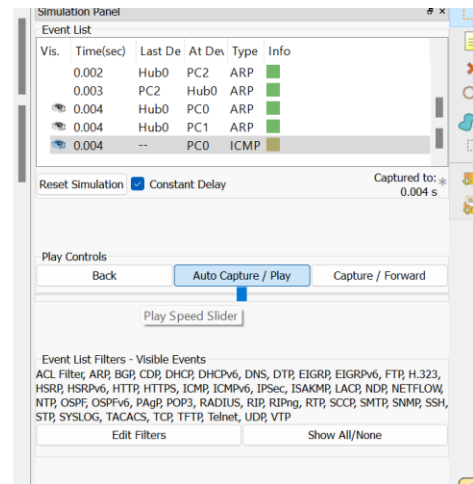 Simulation Panel
Event List
Vis. Time(sec) Last De At Dev Type Info
0.002 Hub0 PC2 ARP
0.003 PC2 Hub0 ARP
0.004 Hub0 PC0 ARP
0.004 Hub0 PC1 ARP
0.004 -- PC0 ICMP
Reset Simulation Constant Delay Captured to: *
0.004 s
Play Controls
Back Auto Capture / Play Capture / Forward
Play Speed Slider
Event List Filters - Visible Events
ACL Filter, ARP, BGP, CDP, DHCP, DHCPv6, DNS, DTP, EIGRP, EIGRPv6, FTP, H.323,
HSRP, HSRPv6, HTTP, HTTPS, ICMP, ICMPv6, IPSec, ISAKMP, LACP, NDP, NETFLOW,
NTP, OSPF, OSPFv6, PAgP, POP3, RADIUS, RIP, RIPng, RTP, SCCP, SMTP, SNMP, SSH,
STP, SYSLOG, TACACS, TCP, TFTP, Telnet, UDP, VTP
Edit Filters Show All/None